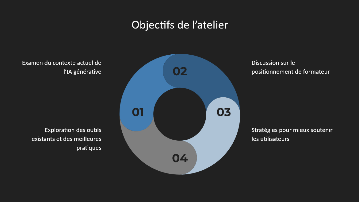 Objectifs de l'atelier
Examen du contexte actuel de
l'IA générative
02
Discussion sur le
positionnement de formateur
01
03
Exploration des outils
existants et des meilleures
pratiques
Stratégies pour mieux soutenir
les utilisateurs
04